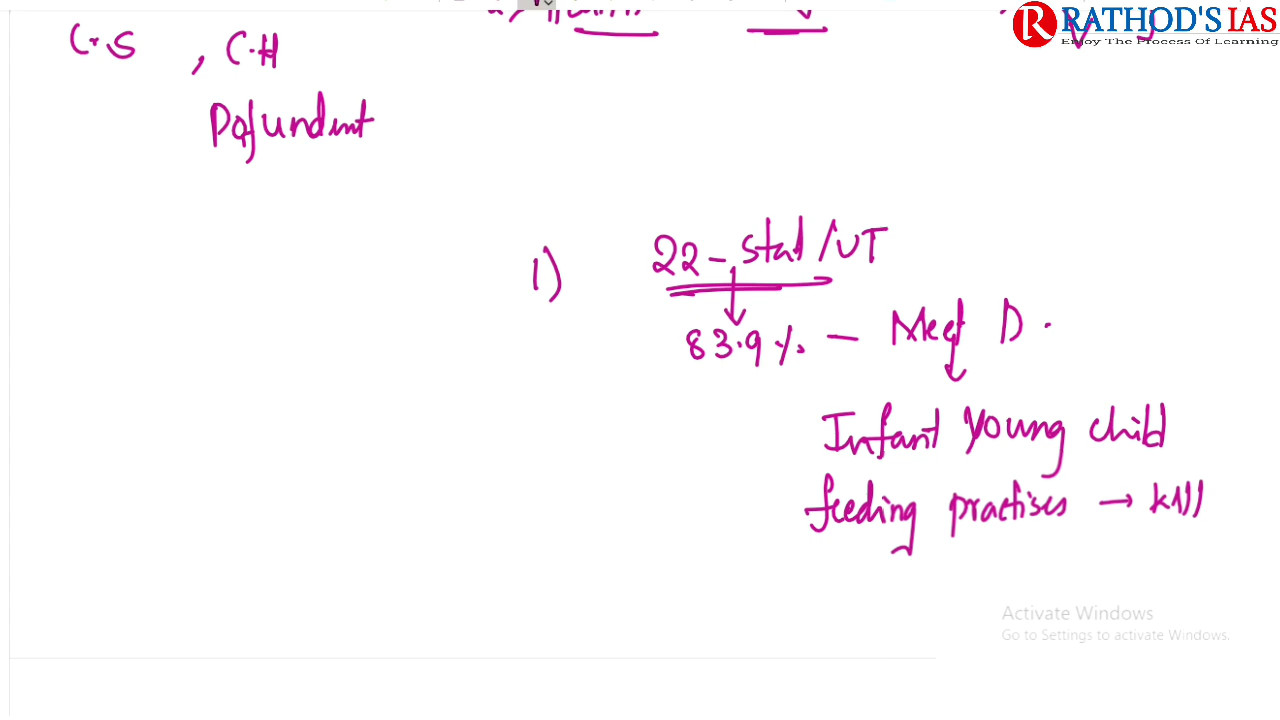 RATHOD'S IAS
Enjoy The Process Of Learning
C.S , C.H
1) 22 - Stat / UT
83.9% - Meet D.
Infant Young child
feeding practises →
Activate Windows
Go to Settings to activate Windows.